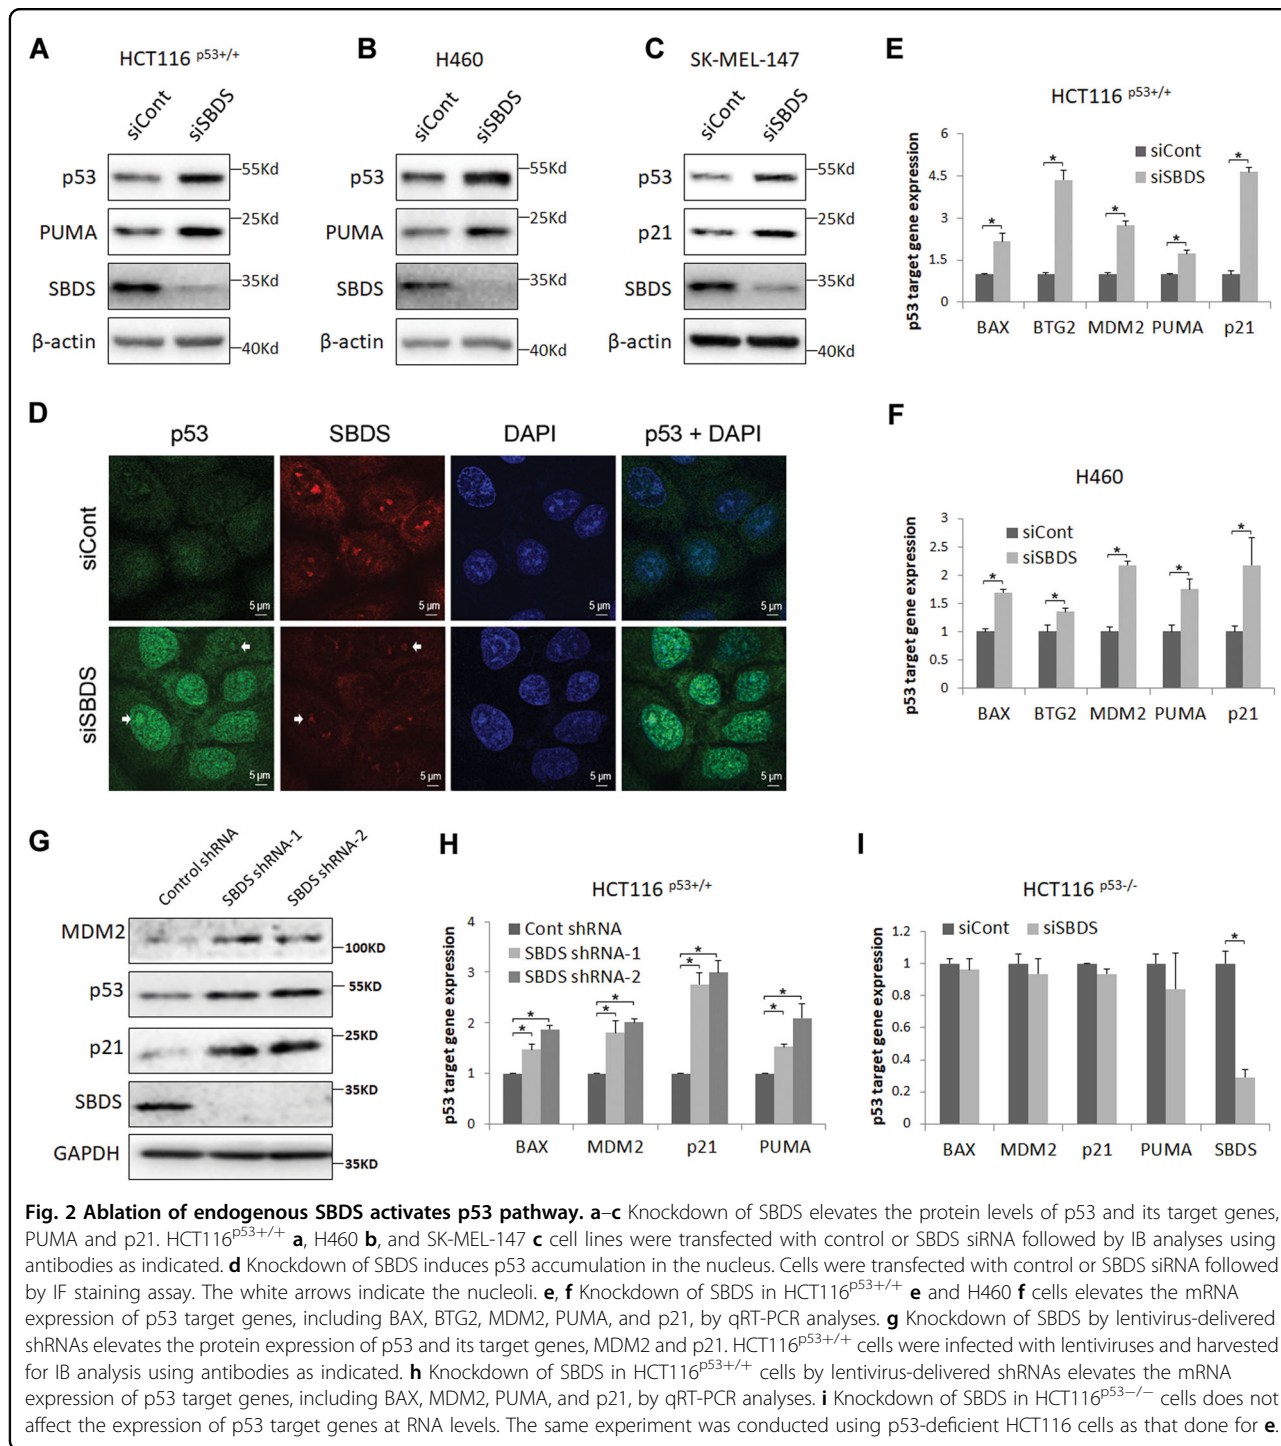 A
HCT116 p53+/+
siCont siSBDS
p53
55Kd
PUMA
25Kd
SBDS
35Kd
β-actin
40Kd
B
H460
siCont siSBDS
p53
55Kd
PUMA
25Kd
SBDS
35Kd
β-actin
40Kd
C
SK-MEL-147
siCont siSBDS
p53
55Kd
p21
25Kd
SBDS
35Kd
β-actin
40Kd
E
HCT116 p53+/+
p53 target gene expression
6
4.5
3
1.5
0
siCont
siSBDS
* * * * *
BAX BTG2 MDM2 PUMA p21
D
p53 SBDS DAPI p53 + DAPI
siCont
5 µm 5 µm 5 µm 5 µm
siSBDS
5 µm 5 µm 5 µm 5 µm
F
H460
p53 target gene expression
3
2.5
2
1.5
1
0.5
0
siCont
siSBDS
* * * * *
BAX BTG2 MDM2 PUMA p21
G
Control shRNA SBDS shRNA-1 SBDS shRNA-2
MDM2
100KD
p53
55KD
p21
25KD
SBDS
35KD
GAPDH
35KD
H
HCT116 p53+/+
p53 target gene expression
4
3
2
1
0
Cont shRNA
SBDS shRNA-1
SBDS shRNA-2
* * * * * * * *
BAX MDM2 p21 PUMA
I
HCT116 p53-/-
p53 target gene expression
1.2
1
0.8
0.6
0.4
0.2
0
siCont siSBDS
*
BAX MDM2 p21 PUMA SBDS
Fig. 2 Ablation of endogenous SBDS activates p53 pathway. a–c Knockdown of SBDS elevates the protein levels of p53 and its target genes,
PUMA and p21. HCT116p53+/+ a, H460 b, and SK-MEL-147 c cell lines were transfected with control or SBDS siRNA followed by IB analyses using
antibodies as indicated. d Knockdown of SBDS induces p53 accumulation in the nucleus. Cells were transfected with control or SBDS siRNA followed
by IF staining assay. The white arrows indicate the nucleoli. e, f Knockdown of SBDS in HCT116p53+/+ e and H460 f cells elevates the mRNA
expression of p53 target genes, including BAX, BTG2, MDM2, PUMA, and p21, by qRT-PCR analyses. g Knockdown of SBDS by lentivirus-delivered
shRNAs elevates the protein expression of p53 and its target genes, MDM2 and p21. HCT116p53+/+ cells were infected with lentiviruses and harvested
for IB analysis using antibodies as indicated. h Knockdown of SBDS in HCT116p53+/+ cells by lentivirus-delivered shRNAs elevates the mRNA
expression of p53 target genes, including BAX, MDM2, PUMA, and p21, by qRT-PCR analyses. i Knockdown of SBDS in HCT116p53−/− cells does not
affect the expression of p53 target genes at RNA levels. The same experiment was conducted using p53-deficient HCT116 cells as that done for e.